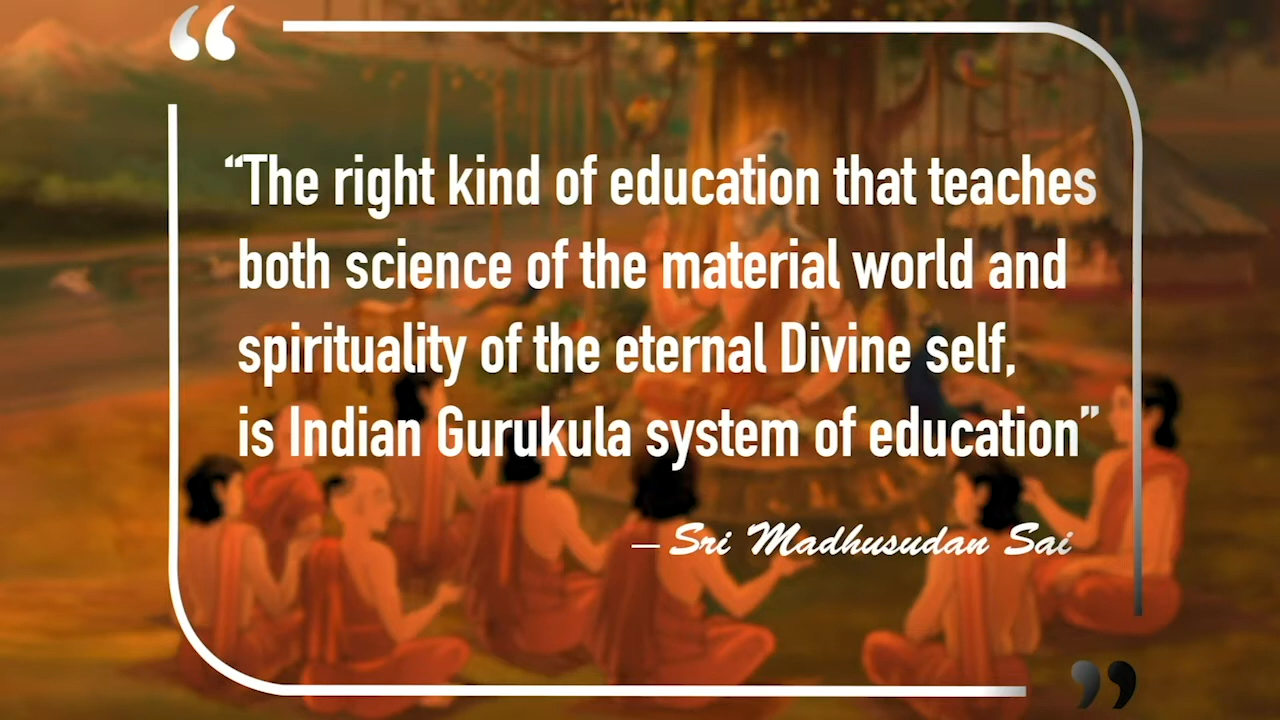 “The right kind of education that teaches
both science of the material world and
spirituality of the eternal Divine self,
is Indian Gurukula system of education”
– Sri Madhusudan Sai